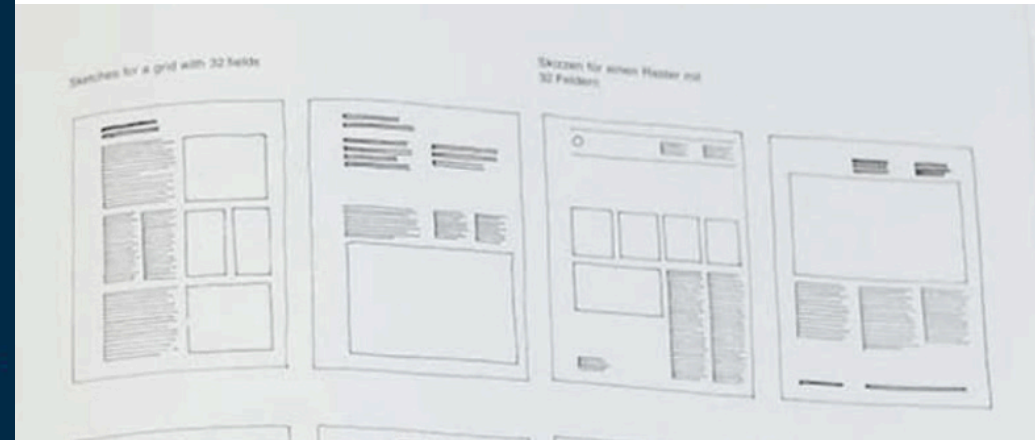 Sketches for a grid with 32 fields
Skizzen für einen Raster mit
32 Feldern